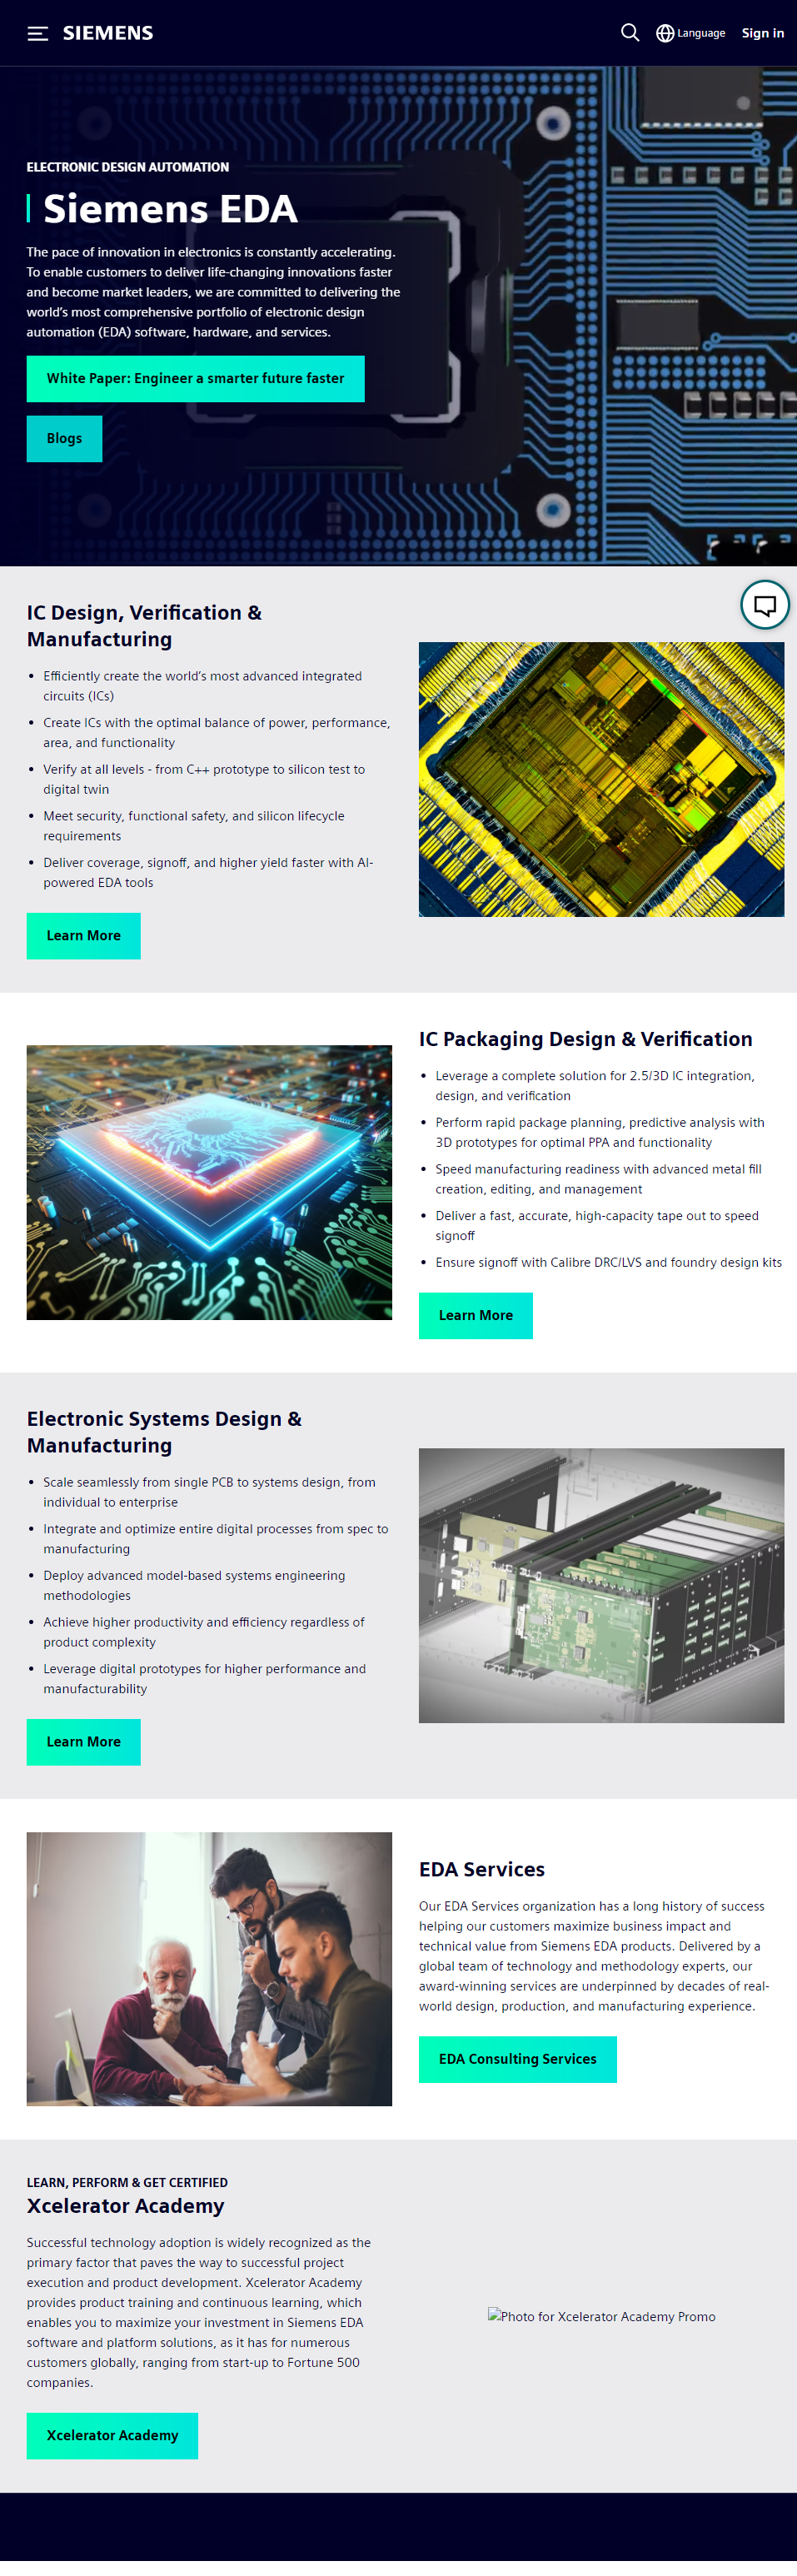 SIEMENS
Language
Sign in
ELECTRONIC DESIGN AUTOMATION
Siemens EDA
The pace of innovation in electronics is constantly accelerating.
To enable customers to deliver life-changing innovations faster
and become market leaders, we are committed to delivering the
world’s most comprehensive portfolio of electronic design
automation (EDA) software, hardware, and services.
White Paper: Engineer a smarter future faster
Blogs
IC Design, Verification &
Manufacturing
• Efficiently create the world’s most advanced integrated
circuits (ICs)
• Create ICs with the optimal balance of power, performance,
area, and functionality
• Verify at all levels - from C++ prototype to silicon test to
digital twin
• Meet security, functional safety, and silicon lifecycle
requirements
• Deliver coverage, signoff, and higher yield faster with AI-
powered EDA tools
Learn More
IC Packaging Design & Verification
• Leverage a complete solution for 2.5/3D IC integration,
design, and verification
• Perform rapid package planning, predictive analysis with
3D prototypes for optimal PPA and functionality
• Speed manufacturing readiness with advanced metal fill
creation, editing, and management
• Deliver a fast, accurate, high-capacity tape out to speed
signoff
• Ensure signoff with Calibre DRC/LVS and foundry design kits
Learn More
Electronic Systems Design &
Manufacturing
• Scale seamlessly from single PCB to systems design, from
individual to enterprise
• Integrate and optimize entire digital processes from spec to
manufacturing
• Deploy advanced model-based systems engineering
methodologies
• Achieve higher productivity and efficiency regardless of
product complexity
• Leverage digital prototypes for higher performance and
manufacturability
Learn More
EDA Services
Our EDA Services organization has a long history of success
helping our customers maximize business impact and
technical value from Siemens EDA products. Delivered by a
global team of technology and methodology experts, our
award-winning services are underpinned by decades of real-
world design, production, and manufacturing experience.
EDA Consulting Services
LEARN, PERFORM & GET CERTIFIED
Xcelerator Academy
Successful technology adoption is widely recognized as the
primary factor that paves the way to successful project
execution and product development. Xcelerator Academy
provides product training and continuous learning, which
enables you to maximize your investment in Siemens EDA
software and platform solutions, as it has for numerous
customers globally, ranging from start-up to Fortune 500
companies.
Photo for Xcelerator Academy Promo
Xcelerator Academy